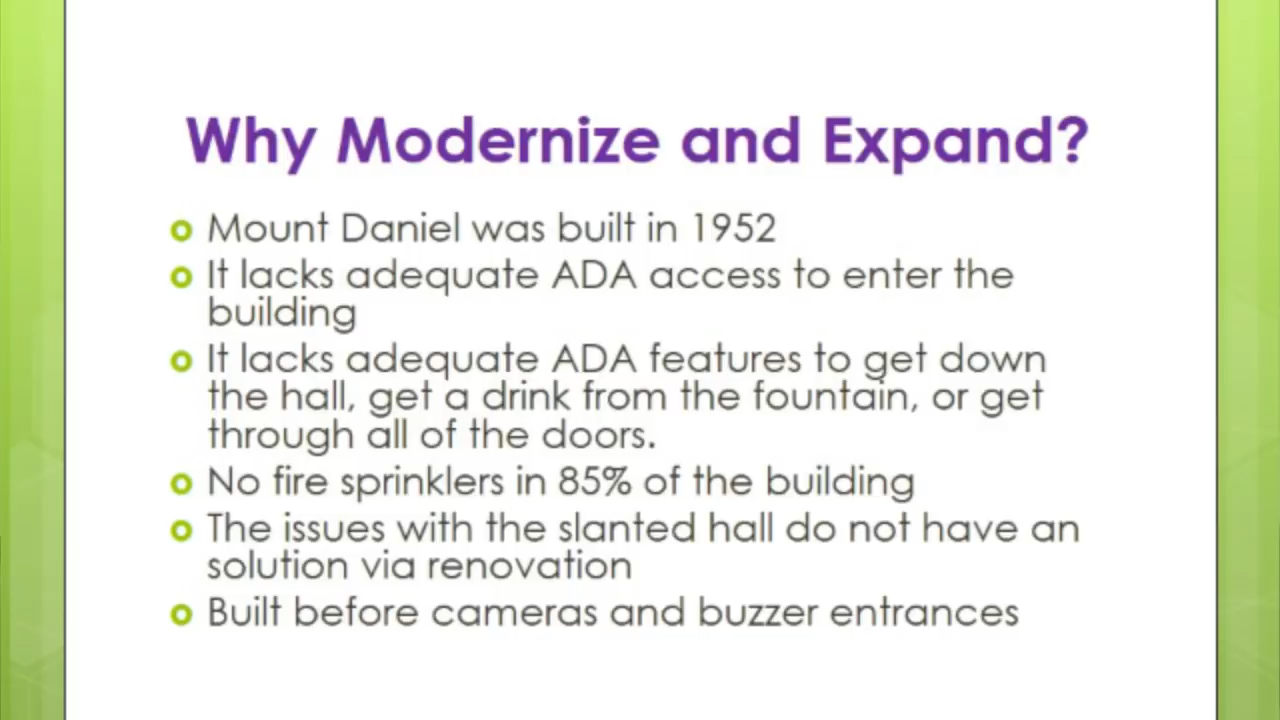 Why Modernize and Expand?
Mount Daniel was built in 1952
It lacks adequate ADA access to enter the
building
It lacks adequate ADA features to get down
the hall, get a drink from the fountain, or get
through all of the doors.
No fire sprinklers in 85% of the building
The issues with the slanted hall do not have an
solution via renovation
Built before cameras and buzzer entrances